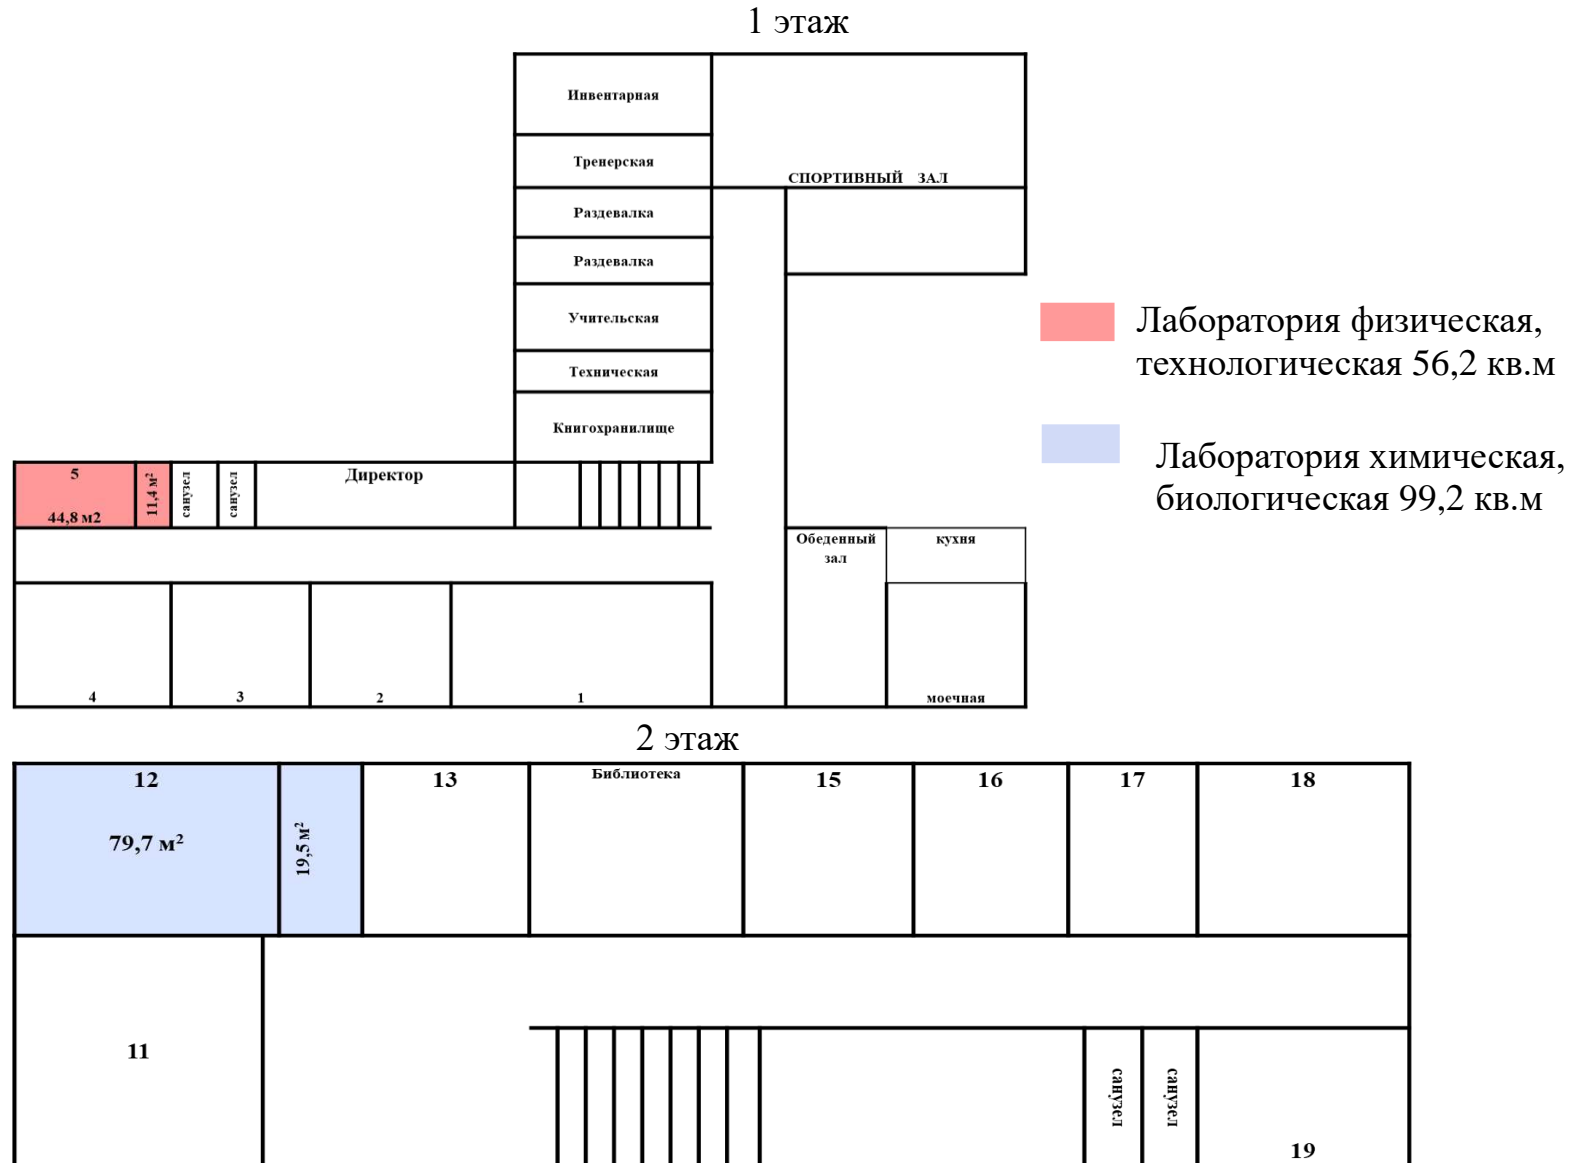 1 этаж
Инвентарная
Тренерская
СПОРТИВНЫЙ ЗАЛ
Раздевалка
Раздевалка
Учительская
Техническая
Книгохранилище
Лаборатория физическая,
технологическая 56,2 кв.м
Лаборатория химическая,
биологическая 99,2 кв.м
5
44,8 м2
11,4 м²
санузел
санузел
Директор
Обеденный
зал
кухня
4
3
2
1
моечная
2 этаж
12
79,7 м²
19,5 м²
13
Библиотека
15
16
17
18
11
санузел
санузел
19